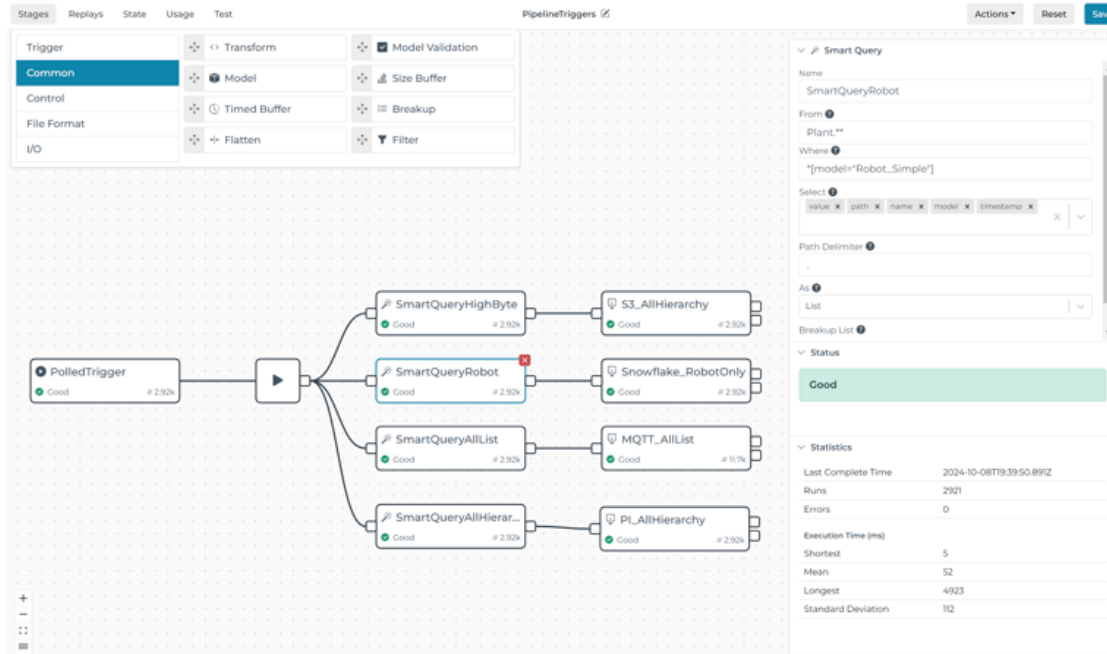 Stages Replays State Usage Test PipelineTriggers Actions Reset Save
Trigger
Common
Control
File Format
I/O
Transform Model Validation
Model Size Buffer
Timed Buffer Breakup
Flatten Filter
PolledTrigger
Good # 2.92k
SmartQueryHighByte
Good # 2.92k
S3_AllHierarchy
Good # 2.92k
SmartQueryRobot
Good # 2.92k
Snowflake_RobotOnly
Good # 2.92k
SmartQueryAllList
Good # 2.92k
MQTT_AllList
Good # 11.7k
SmartQueryAllHierar...
Good # 2.92k
PI_AllHierarchy
Good # 2.92k
Smart Query
Name
SmartQueryRobot
From
Plant.**
Where
*[model="Robot_Simple"]
Select
value x path x name x model x timestamp x
Path Delimiter
.
As
List
Breakup List
Status
Good
Statistics
Last Complete Time 2024-10-08T19:39:50.891Z
Runs 2921
Errors 0
Execution Time (ms)
Shortest 5
Mean 52
Longest 4923
Standard Deviation 112